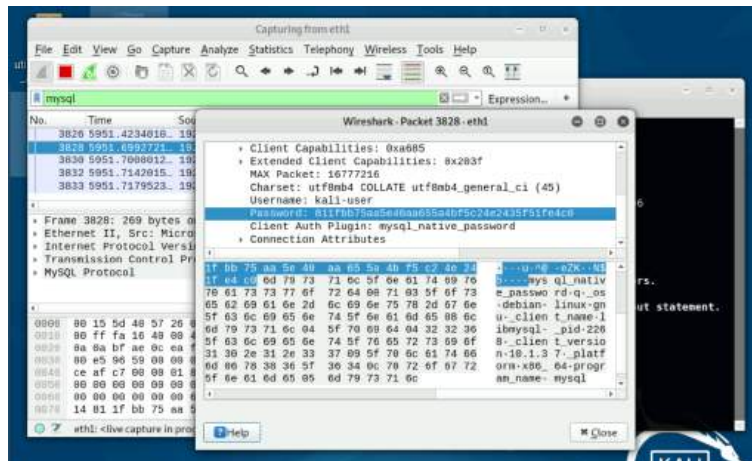 Capturing from eth1
File Edit View Go Capture Analyze Statistics Telephony Wireless Tools Help
mysql
Expression... +
No. Time Sou
3826 5951.4234010… 192
3828 5951.6992721… 192
3830 5951.7008012… 192
3832 5951.7142015… 192
3833 5951.7179523… 192
Frame 3828: 269 bytes o
Ethernet II, Src: Micro
Internet Protocol Versi
Transmission Control Pr
MySQL Protocol
Wireshark · Packet 3828 · eth1
Client Capabilities: 0xa685
Extended Client Capabilities: 0x203f
MAX Packet: 16777216
Charset: utf8mb4 COLLATE utf8mb4_general_ci (45)
Username: kali-user
Password:
Client Auth Plugin: mysql_native_password
Connection Attributes
1f bb 75 aa 5e 40 aa 65 5a 4b f5 c2 4e 24
1f e4 c0 6d 79 73 71 6c 5f 6e 61 74 69 76 mys ql_nativ
61 73 73 77 6f 72 64 00 71 03 5f 6f 73 e_passwo rd·q·_os
65 62 69 61 6e 2d 6c 69 6e 75 78 2d 67 6e ·debian- linux-gn
5f 63 6c 69 65 6e 74 5f 6e 61 6d 65 08 6c u·_clien t_name·l
6d 79 73 71 6c 04 5f 70 69 64 04 32 32 36 ibmysql· _pid·226
5f 63 6c 69 65 6e 74 5f 76 65 72 73 69 6f 8·_clien t_versio
31 30 2e 31 2e 33 37 09 5f 70 6c 61 74 66 n·10.1.3 7·_platf
6d 06 78 38 36 5f 36 34 0c 70 72 6f 67 72 orm·x86_ 64·progr
5f 6e 61 6d 65 05 6d 79 73 71 6c am_name· mysql
Help
Close
eth1: <live capture in prog
rs.
ut statement.
KALI